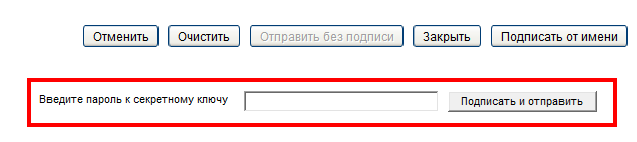 Отменить Очистить Отправить без подписи Закрыть Подписать от имени
Введите пароль к секретному ключу Подписать и отправить